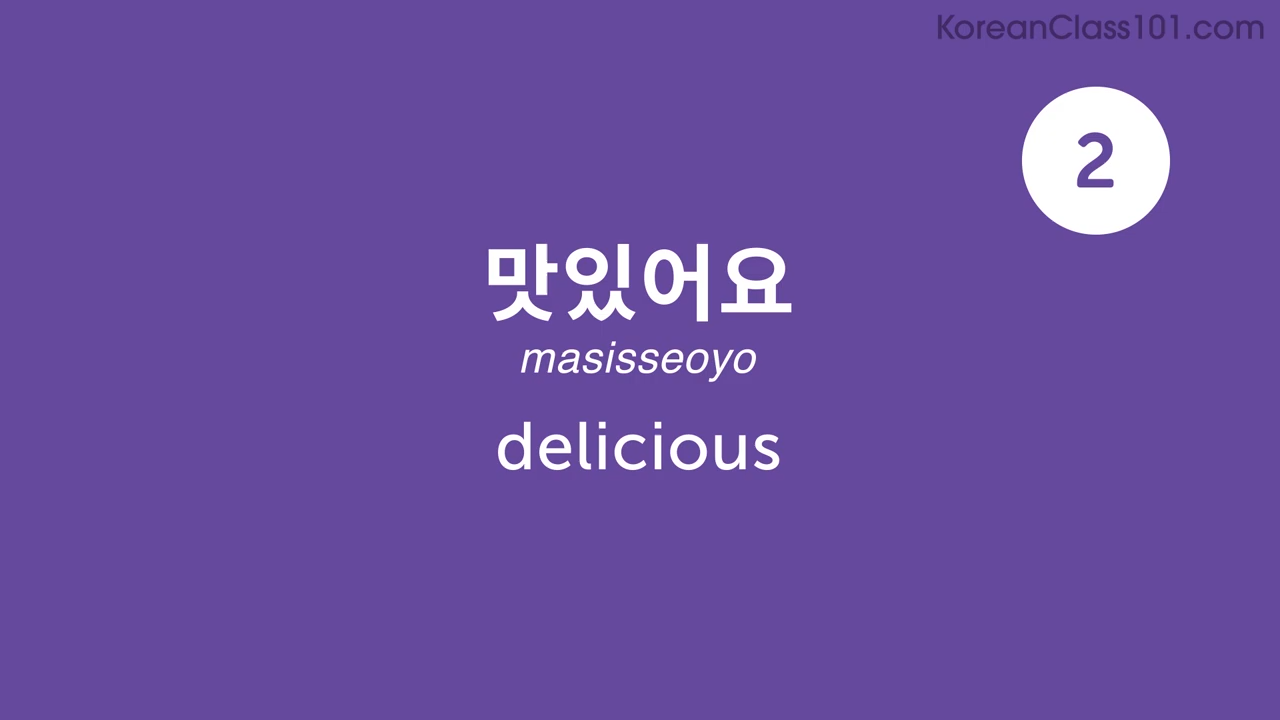 KoreanClass101.com
2
맛있어요
masisseoyo
delicious